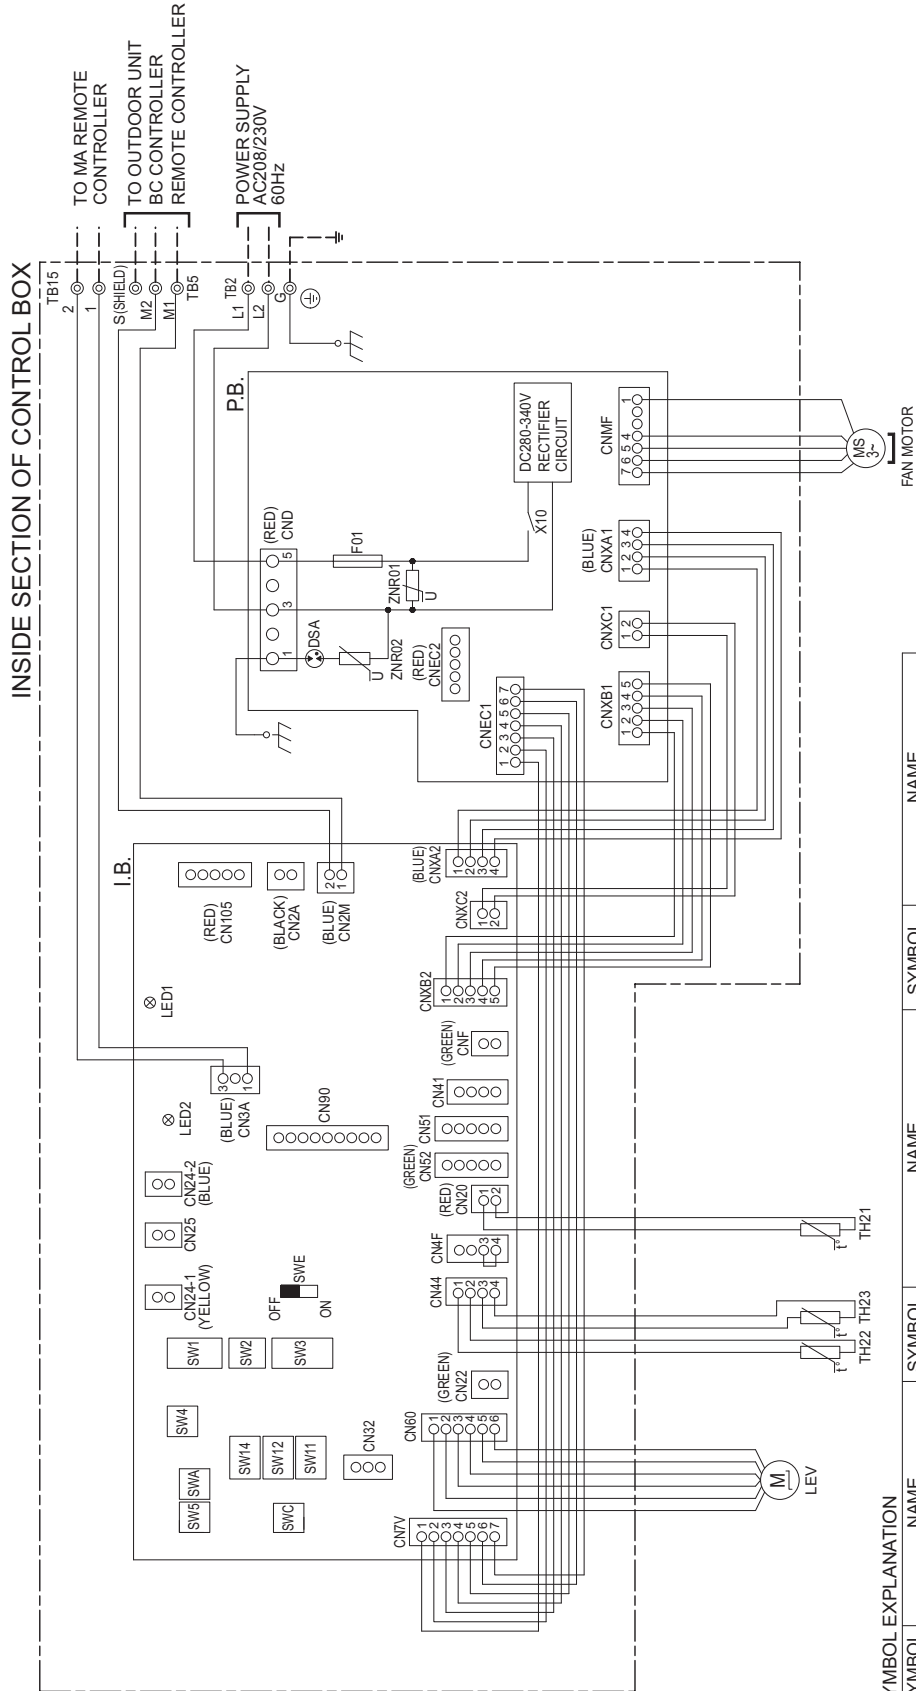 INSIDE SECTION OF CONTROL BOX
TO MA REMOTE
CONTROLLER
TO OUTDOOR UNIT
BC CONTROLLER
REMOTE CONTROLLER
POWER SUPPLY
AC208/230V
60Hz
TB15
2
1
S(SHIELD)
M2
M1
TB5
L1
TB2
L2
G
P.B.
(RED)
CND
5
3
1
F01
ZNR01
U
DSA
ZNR02
U
X10
DC280-340V
RECTIFIER
CIRCUIT
(RED)
CNEC2
CNEC1
1 2 3 4 5 6 7
CNMF
7 6 5 4 1
MS
3~
FAN MOTOR
(BLUE)
CNXA1
1 2 3 4
CNXC1
1 2
CNXB1
1 2 3 4 5
I.B.
(RED)
CN105
(BLACK)
CN2A
(BLUE)
CN2M
2
1
LED1
(BLUE)
CNXA2
1
2
3
4
CNXC2
1
2
CNXB2
1
2
3
4
5
LED2
(BLUE)
CN3A
3
1
CN90
(GREEN)
CNF
CN41
CN51
(GREEN)
CN52
CN24-2
(BLUE)
CN25
CN24-1
(YELLOW)
OFF
SWE
ON
(RED)
CN20
1
2
CN4F
3
4
CN44
1
2
3
4
TH21
t°
TH23
t°
TH22
t°
SW1
SW2
SW3
SW4
SW14
SW12
SW11
SWA
SW5
SWC
CN32
(GREEN)
CN22
CN60
1
2
3
4
5
6
M
LEV
CN7V
1
2
3
4
5
6
7
YMBOL EXPLANATION
YMBOL NAME SYMBOL NAME SYMBOL NAME